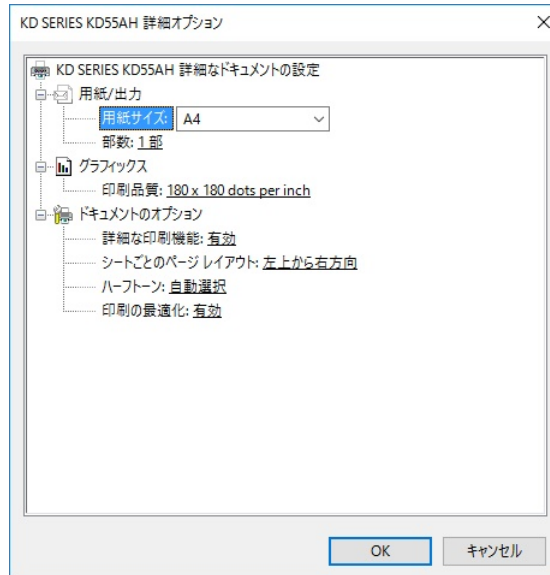 KD SERIES KD55AH 詳細オプション
KD SERIES KD55AH 詳細なドキュメントの設定
用紙/出力
用紙サイズ: A4
部数: 1 部
グラフィックス
印刷品質: 180 x 180 dots per inch
ドキュメントのオプション
詳細な印刷機能: 有効
シートごとのページ レイアウト: 左上から右方向
ハーフトーン: 自動選択
印刷の最適化: 有効
OK キャンセル